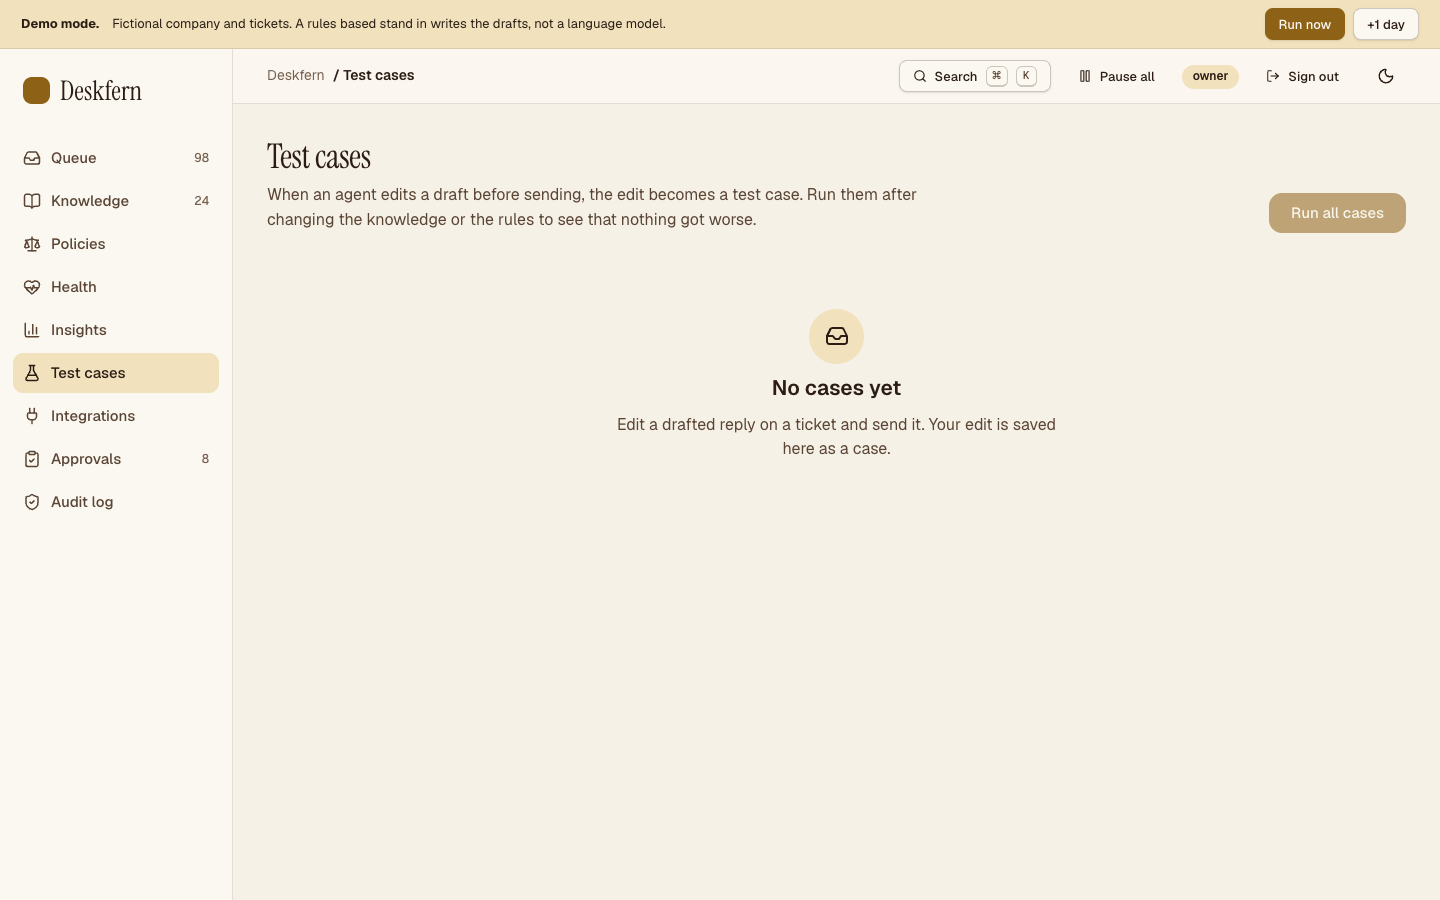 Demo mode. Fictional company and tickets. A rules based stand in writes the drafts, not a language model.
Run now
+1 day
Deskfern
Queue 98
Knowledge 24
Policies
Health
Insights
Test cases
Integrations
Approvals 8
Audit log
Deskfern / Test cases
Search ⌘ K
Pause all
owner
Sign out
Test cases
When an agent edits a draft before sending, the edit becomes a test case. Run them after
changing the knowledge or the rules to see that nothing got worse.
Run all cases
No cases yet
Edit a drafted reply on a ticket and send it. Your edit is saved
here as a case.